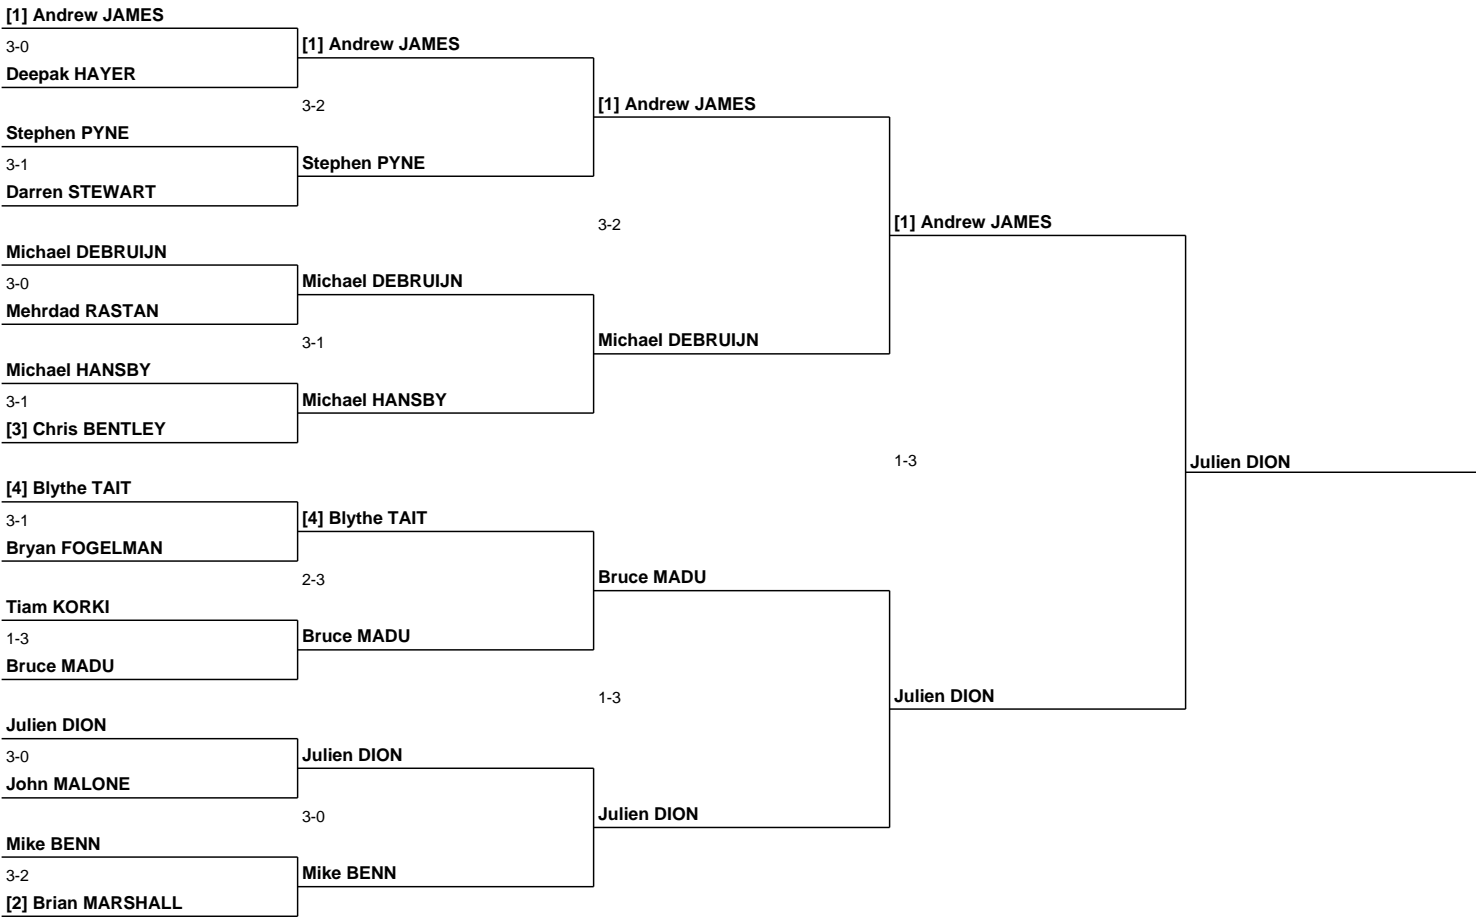 [1] Andrew JAMES
3-0
Deepak HAYER
Stephen PYNE
3-1
Darren STEWART
Michael DEBRUIJN
3-0
Mehrdad RASTAN
Michael HANSBY
3-1
[3] Chris BENTLEY
[4] Blythe TAIT
3-1
Bryan FOGELMAN
Tiam KORKI
1-3
Bruce MADU
Julien DION
3-0
John MALONE
Mike BENN
3-2
[2] Brian MARSHALL
[1] Andrew JAMES
3-2
Stephen PYNE
Michael DEBRUIJN
3-1
Michael HANSBY
[4] Blythe TAIT
2-3
Bruce MADU
Julien DION
3-0
Mike BENN
[1] Andrew JAMES
3-2
Michael DEBRUIJN
Bruce MADU
1-3
Julien DION
[1] Andrew JAMES
1-3
Julien DION
Julien DION